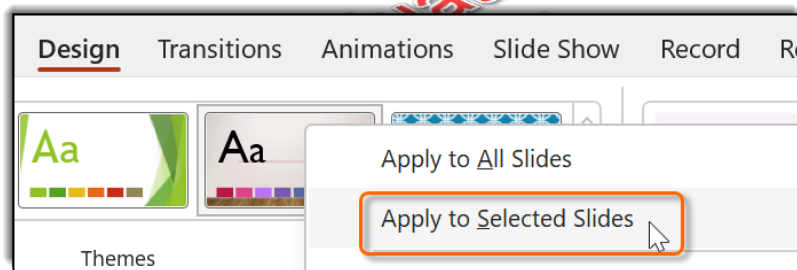 Design Transitions Animations Slide Show Record
Aa Aa
Apply to All Slides
Apply to Selected Slides
Themes